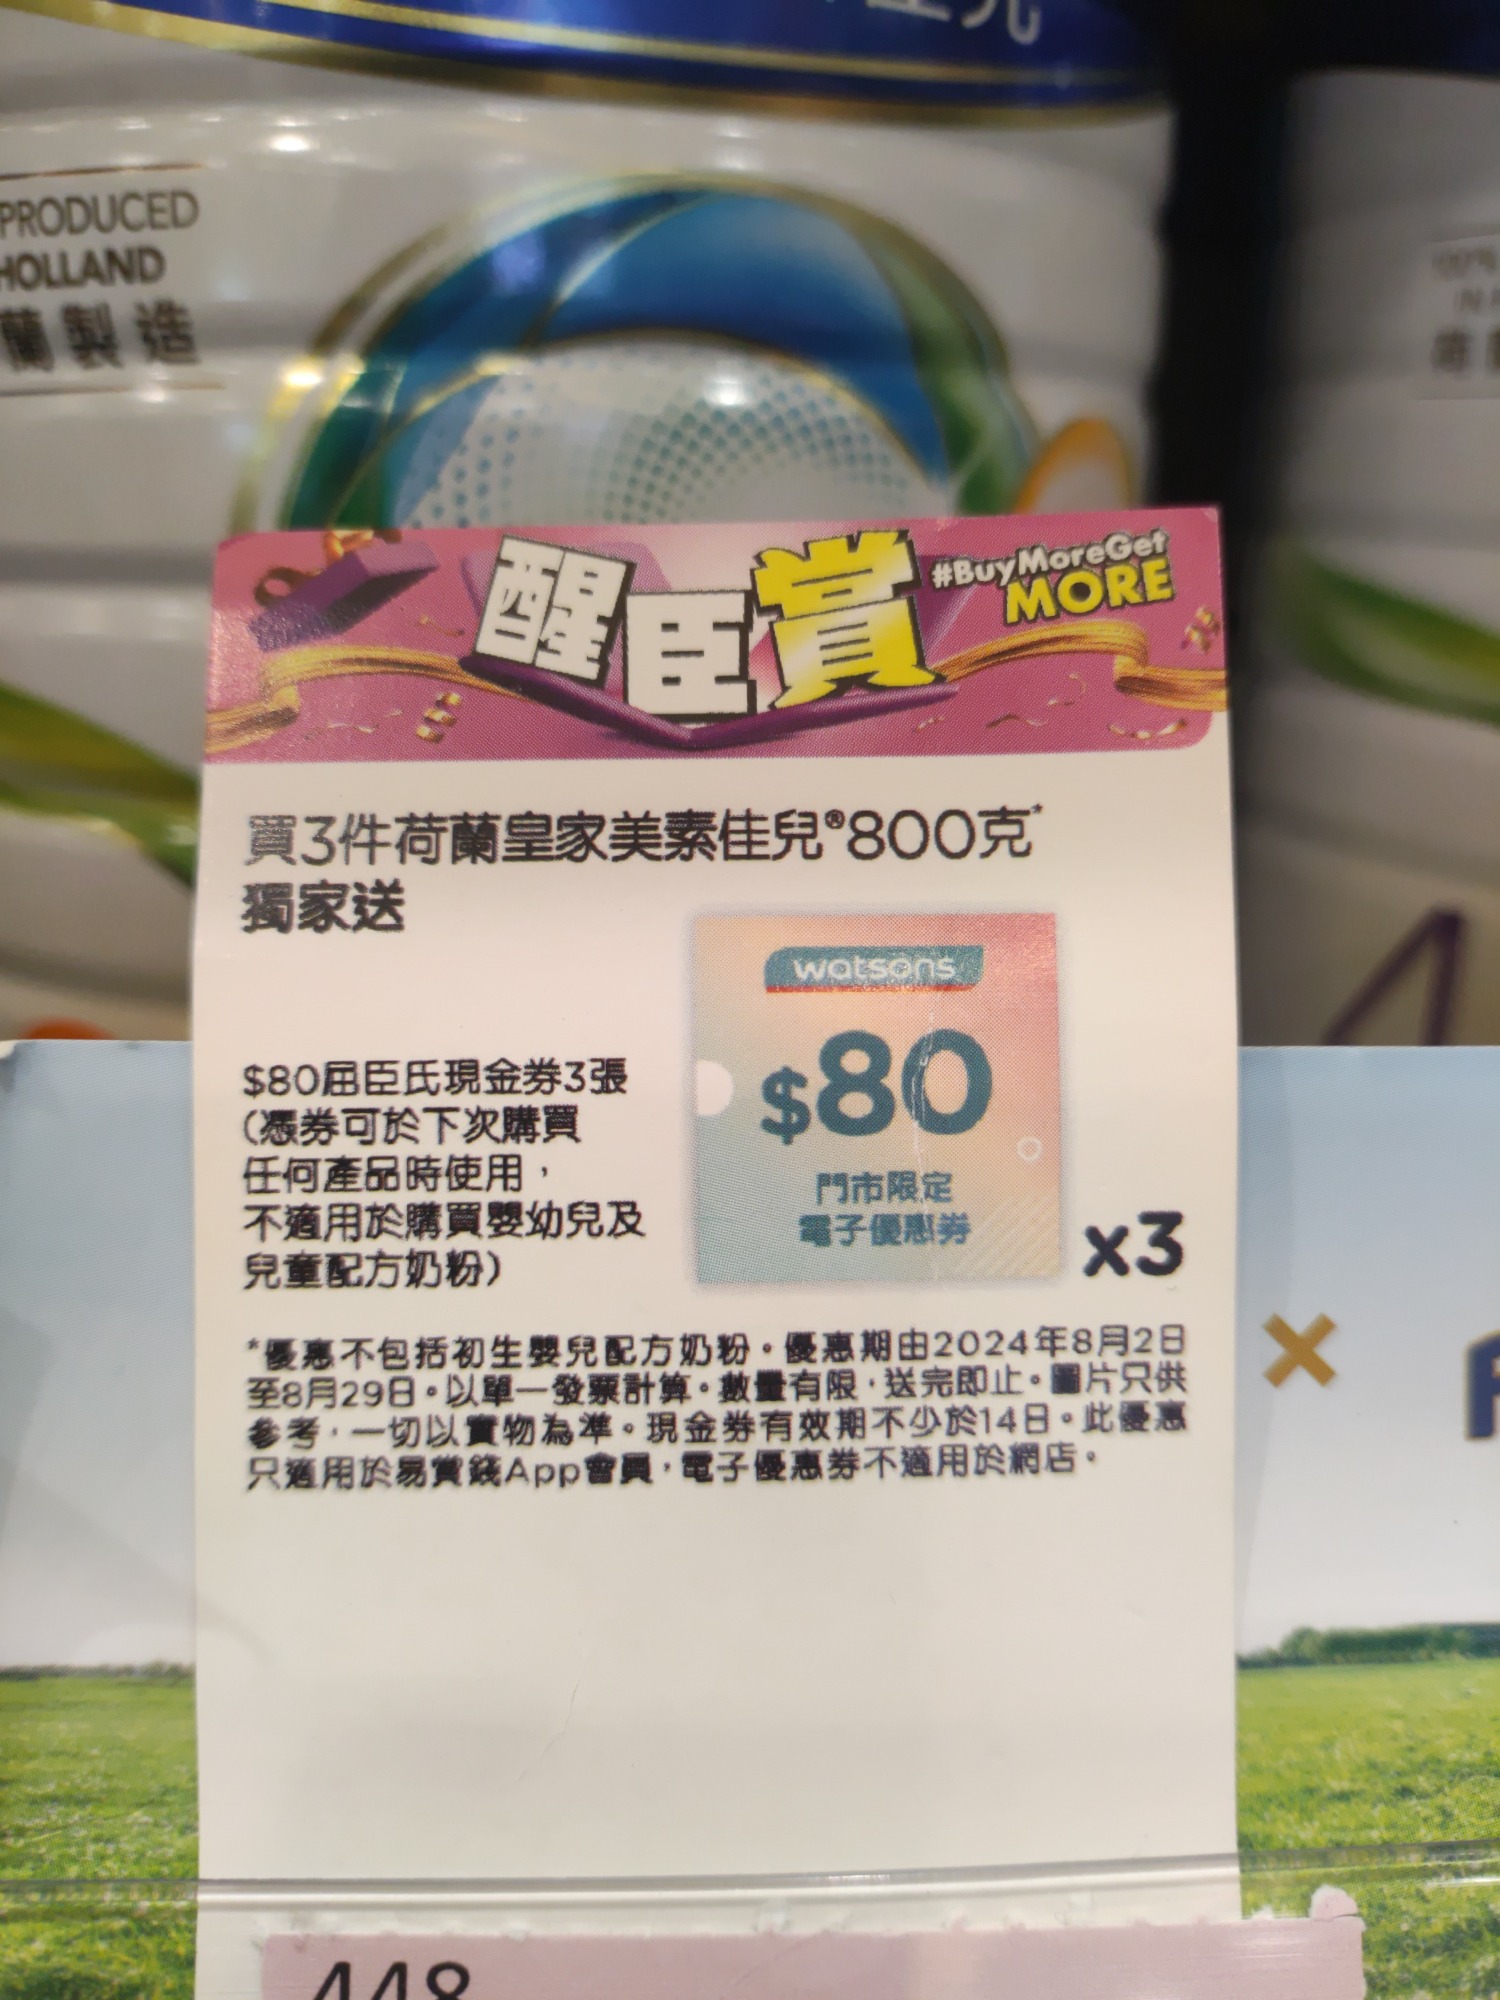 PRODUCED
HOLLAND
蘭製造
醒臣賞
#BuyMoreGet
MORE
買3件荷蘭皇家美素佳兒®800克*
獨家送
watsons
$80
門市限定
電子優惠券
x3
$80屈臣氏現金券3張
(憑券可於下次購買
任何產品時使用，
不適用於購買嬰幼兒及
兒童配方奶粉)
*優惠不包括初生嬰兒配方奶粉。優惠期由2024年8月2日
至8月29日。以單一發票計算。數量有限，送完即止。圖片只供
參考，一切以實物為準。現金券有效期不少於14日。此優惠
只適用於易賞錢App會員，電子優惠券不適用於網店。
4
×
448